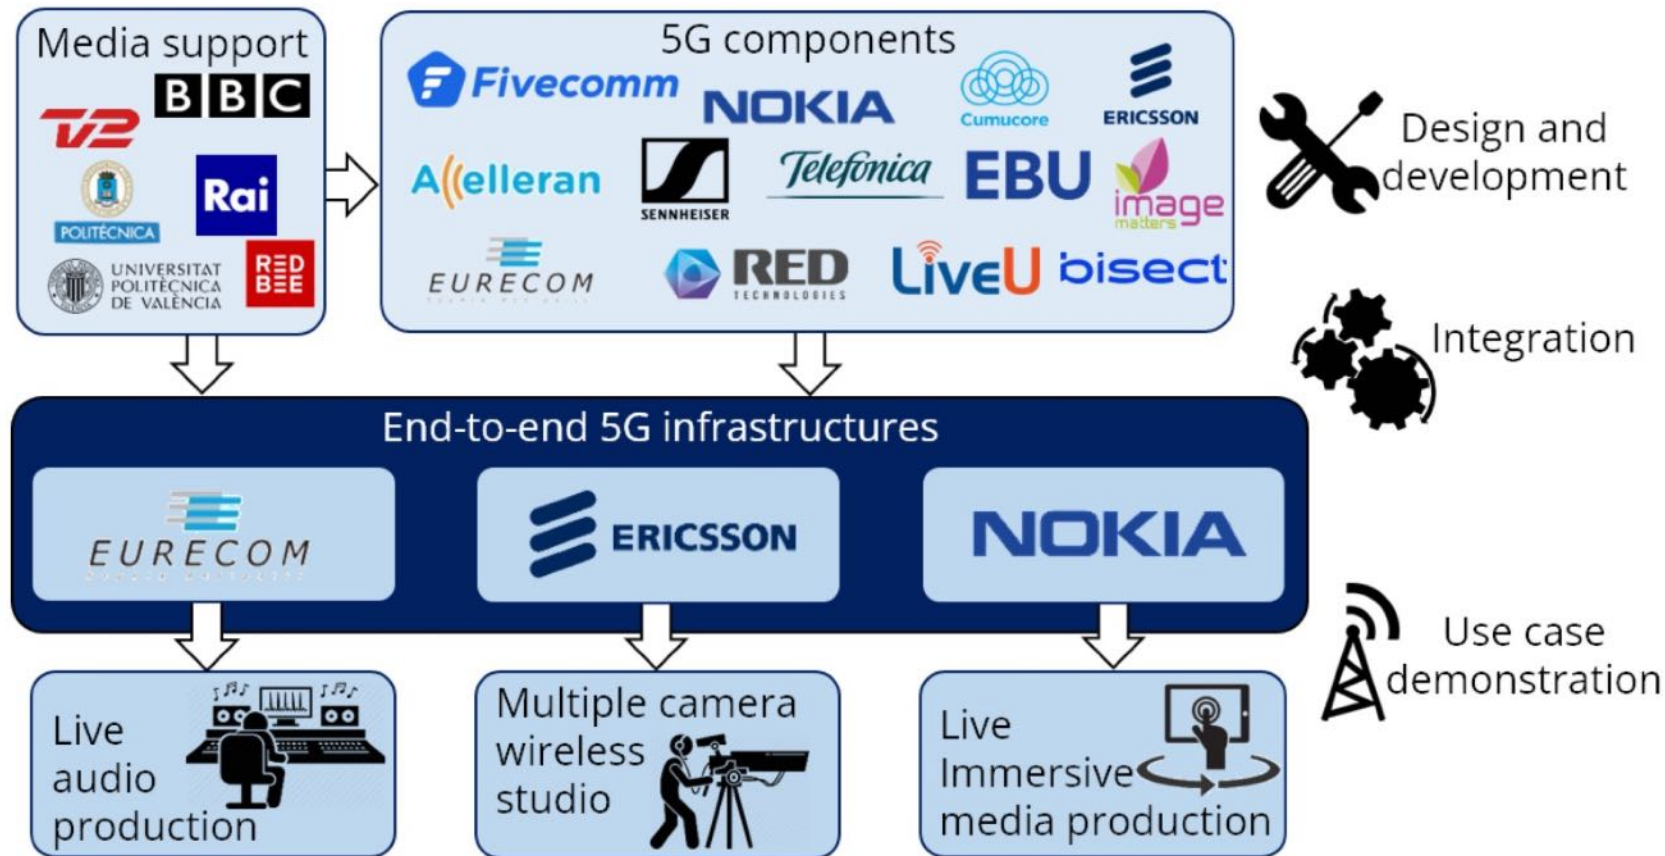 Media support
BBC
TV2
POLITÉCNICA
Rai
UNIVERSITAT
POLITÈCNICA
DE VALÈNCIA
RED
BEE
5G components
Fivecomm
NOKIA
Cumucore
ERICSSON
Accelleran
SENNHEISER
Telefónica
EBU
image
matters
EURECOM
RED
TECHNOLOGIES
LiveU
bisect
Design and
development
Integration
End-to-end 5G infrastructures
EURECOM
ERICSSON
NOKIA
Use case
demonstration
Live
audio
production
Multiple camera
wireless
studio
Live
Immersive
media production